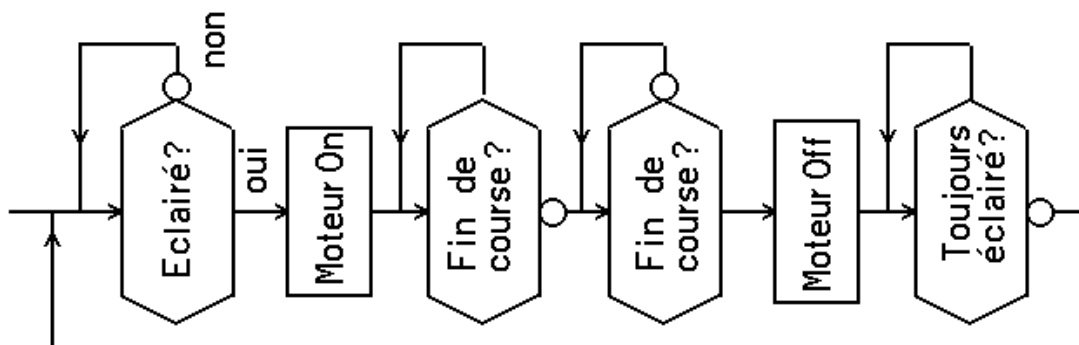 Eclairé?
non
oui
Moteur On
Fin de
course?
Fin de
course?
Moteur Off
Toujours
éclairé?